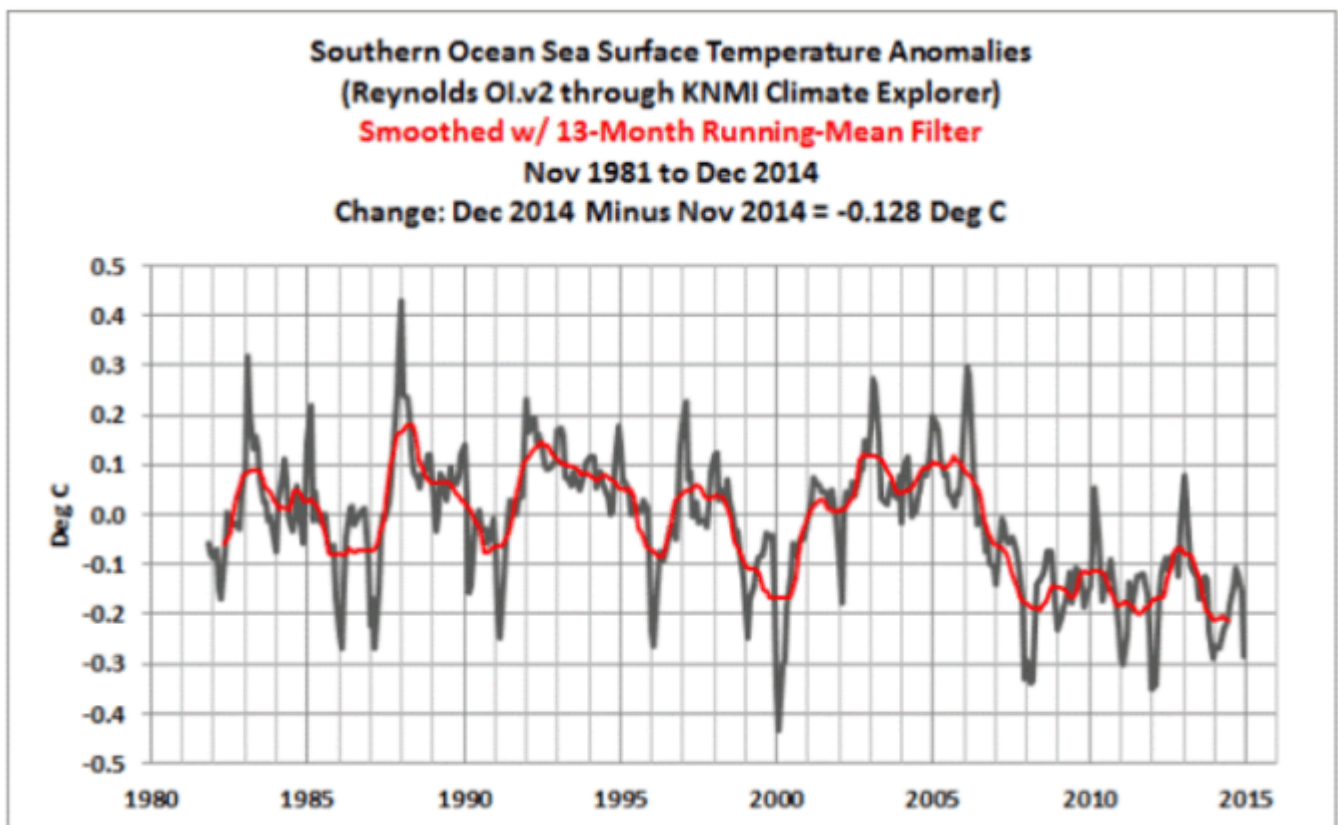 Southern Ocean Sea Surface Temperature Anomalies
(Reynolds OI.v2 through KNMI Climate Explorer)
Smoothed w/ 13-Month Running-Mean Filter
Nov 1981 to Dec 2014
Change: Dec 2014 Minus Nov 2014 = -0.128 Deg C
0.5
0.4
0.3
0.2
0.1
0.0
-0.1
-0.2
-0.3
-0.4
-0.5
Deg C
1980 1985 1990 1995 2000 2005 2010 2015